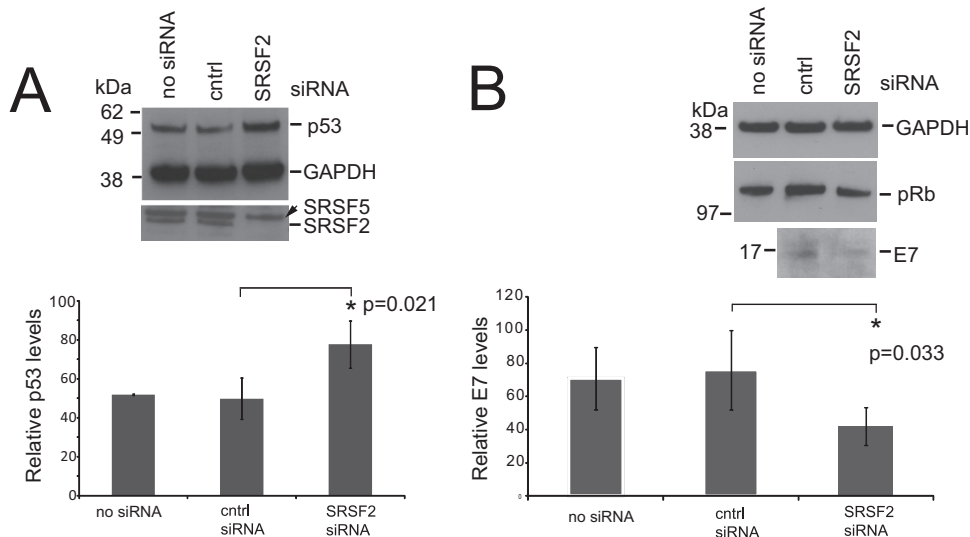 A
no siRNA
cntrl
SRSF2
siRNA
kDa
62
49
38
p53
GAPDH
SRSF5
SRSF2
Relative p53 levels
100
80
60
40
20
0
* p=0.021
no siRNA
cntrl
siRNA
SRSF2
siRNA
B
no siRNA
cntrl
SRSF2
siRNA
kDa
38
GAPDH
pRb
97
17
E7
Relative E7 levels
120
100
80
60
40
20
0
*
p=0.033
no siRNA
cntrl
siRNA
SRSF2
siRNA